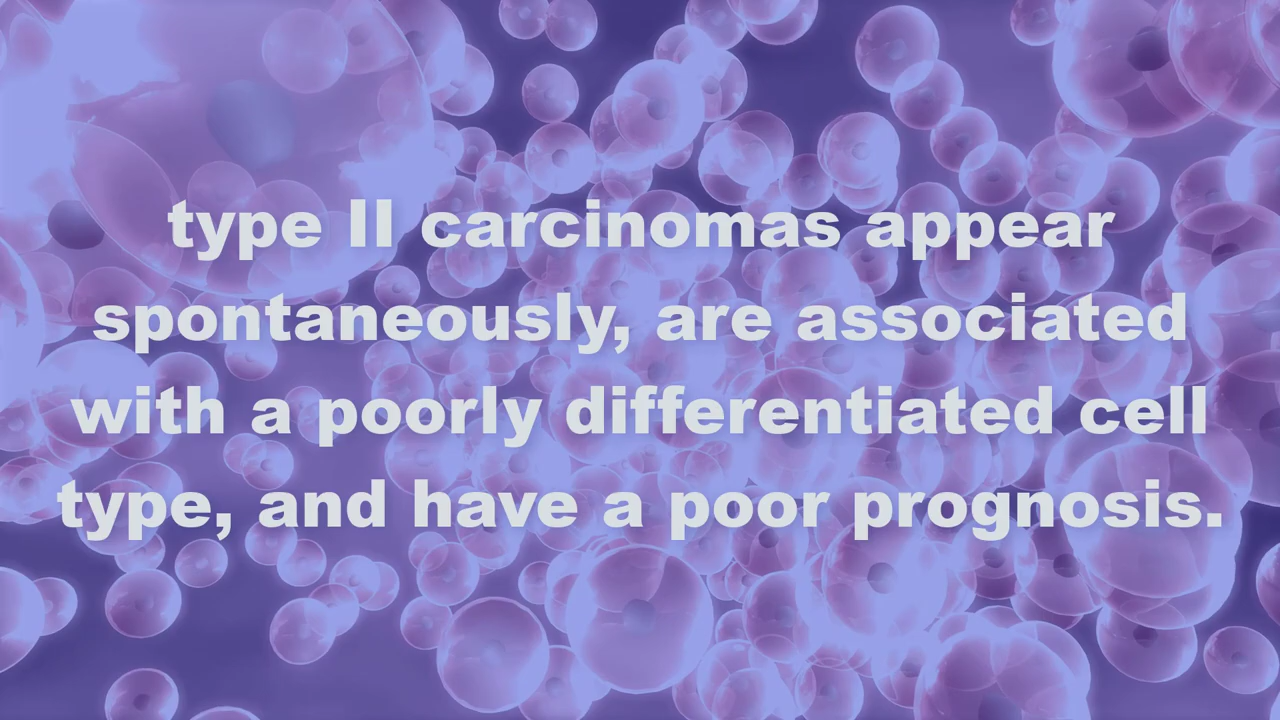 type II carcinomas appear
spontaneously, are associated
with a poorly differentiated cell
type, and have a poor prognosis.